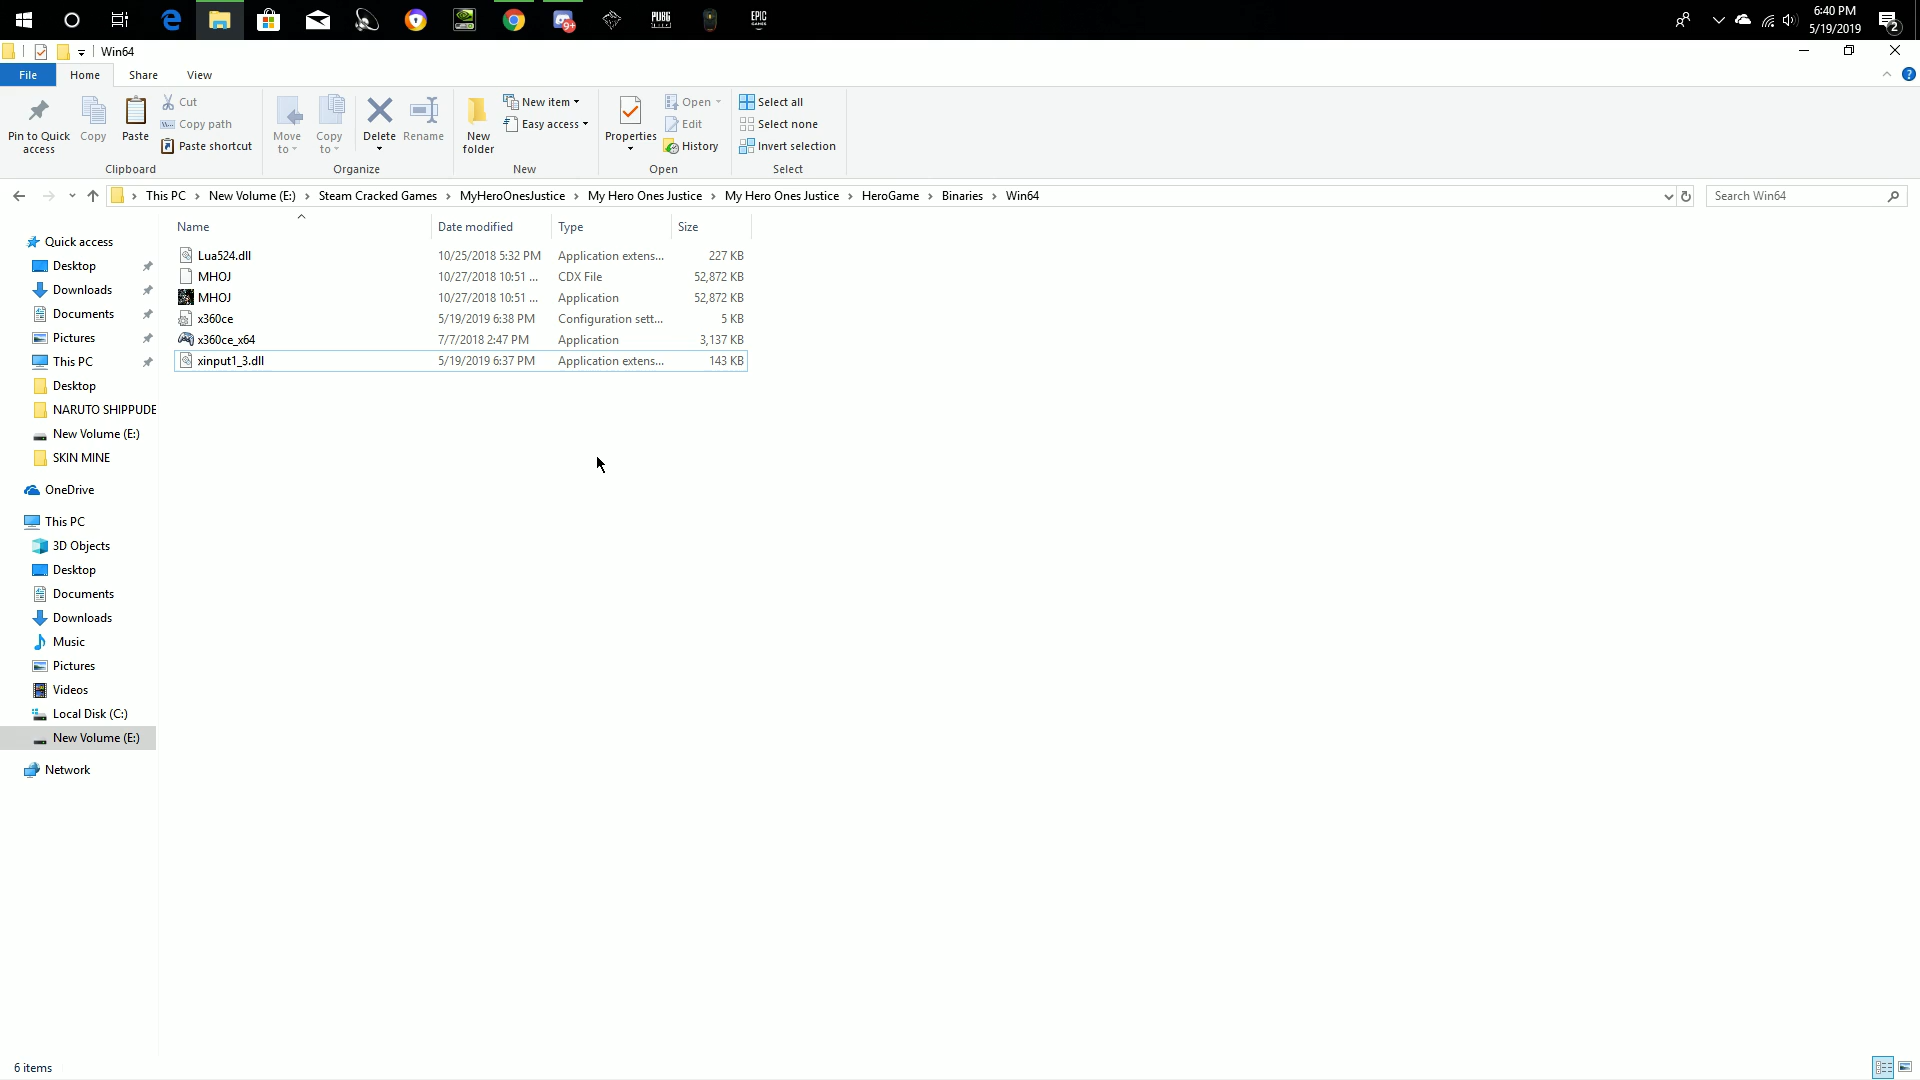 6:40 PM
9+
PUBG
EPIC
GAMES
5/19/2019
2
Win64
File
Home
Share
View
Pin to Quick access
Copy
Paste
Cut
Copy path
Paste shortcut
Clipboard
Move to
Copy to
Delete
Rename
Organize
New folder
New item
Easy access
New
Properties
Open
Edit
History
Open
Select all
Select none
Invert selection
Select
This PC > New Volume (E:) > Steam Cracked Games > MyHeroOnesJustice > My Hero Ones Justice > My Hero Ones Justice > HeroGame > Binaries > Win64
Search Win64
Name Date modified Type Size
Lua524.dll 10/25/2018 5:32 PM Application extens... 227 KB
MHOJ 10/27/2018 10:51 ... CDX File 52,872 KB
MHOJ 10/27/2018 10:51 ... Application 52,872 KB
x360ce 5/19/2019 6:38 PM Configuration sett... 5 KB
x360ce_x64 7/7/2018 2:47 PM Application 3,137 KB
xinput1_3.dll 5/19/2019 6:37 PM Application extens... 143 KB
Quick access
Desktop
Downloads
Documents
Pictures
This PC
Desktop
NARUTO SHIPPUDE
New Volume (E:)
SKIN MINE
OneDrive
This PC
3D Objects
Desktop
Documents
Downloads
Music
Pictures
Videos
Local Disk (C:)
New Volume (E:)
Network
6 items